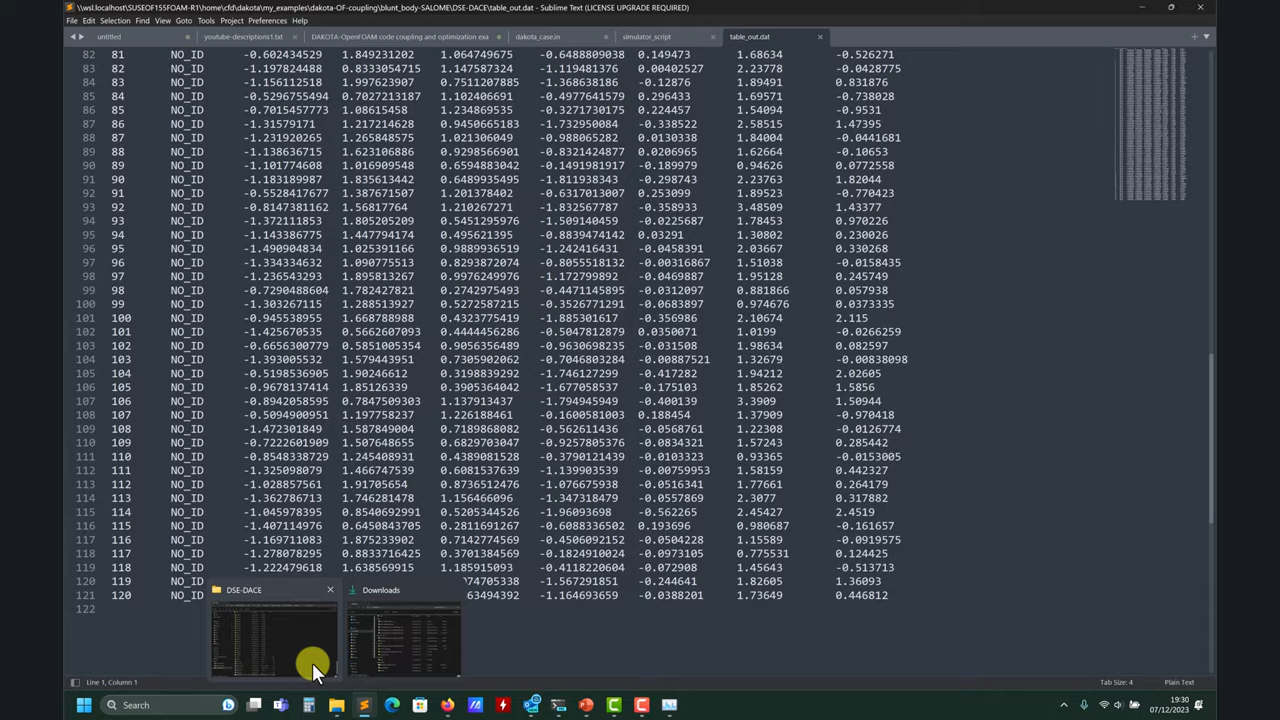 \\wsl.localhost\SUSEOF155FOAM-R1\home\cfd\dakota\my_examples\dakota-OF-coupling\blunt_body-SALOME\DSE-DACE\table_out.dat - Sublime Text (LICENSE UPGRADE REQUIRED)
File Edit Selection Find View Goto Tools Project Preferences Help
untitled youtube-descriptions1.txt DAKOTA-OpenFOAM code coupling and optimization exa dakota_case.in simulator_script table_out.dat
82 81 NO_ID -0.602434529 1.849231202 1.064749675 -0.6488809038 0.149473 1.68634 -0.526271
83 82 NO_ID -1.197824488 0.8333054715 1.147797324 -1.119481376 0.00402527 2.23778 -0.0428775
84 83 NO_ID -1.156112518 1.997623907 1.123097885 -1.598631186 -0.12876 1.89491 0.831876
85 84 NO_ID -0.5296755494 0.7027213187 1.102406691 -0.4977641579 0.296433 1.69571 -0.738028
86 85 NO_ID -0.7015457773 1.001715428 1.013489535 -0.3272170175 0.224457 1.54094 -0.9531
87 86 NO_ID -1.31559171 1.217214728 1.123555204 -1.732950084 -0.138522 2.58515 1.47395
88 87 NO_ID -1.231230265 1.265842575 1.219106049 -0.9880065287 0.0130338 1.84004 -0.0441681
89 88 NO_ID -1.138236715 1.623106886 1.133106948 -0.8321424877 0.0206965 1.62664 -0.10653
90 89 NO_ID -1.101774608 1.016909548 1.038593042 -0.1491981917 -0.189975 1.94626 0.0772558
91 90 NO_ID -1.183189985 1.835613442 1.233935495 -1.811938343 -0.298743 1.23763 1.82044
92 91 NO_ID -0.5528417677 1.387671507 1.201378402 -0.5317013007 0.253099 1.89523 -0.770423
93 92 NO_ID -0.8147381162 1.56817764 1.242060921 -1.832567787 -0.358933 3.48509 1.43377
94 93 NO_ID -1.372111853 1.805205209 0.5451295976 -1.509140459 -0.0225687 1.78453 0.970226
95 94 NO_ID -1.143386775 1.447794174 0.495621395 -0.8839474142 0.03291 1.30802 0.230026
96 95 NO_ID -1.490904834 1.025391166 0.9889936519 -1.242416431 -0.0458391 2.03667 0.330268
97 96 NO_ID -1.334334632 1.090775513 0.8293872074 -0.8055518132 -0.00316867 1.51038 -0.0158435
98 97 NO_ID -1.236543293 1.895813267 0.9976249976 -1.172799892 -0.0469887 1.95128 0.245749
99 98 NO_ID -0.7290488604 1.782427821 0.2742975493 -0.4471145895 -0.0312097 0.881866 0.057938
100 99 NO_ID -1.303267115 1.288513927 0.5272587215 -0.3526771291 -0.0683897 0.974676 0.0373335
101 100 NO_ID -0.945538955 1.668788988 0.4323775419 -1.885301617 -0.356986 2.10674 2.115
102 101 NO_ID -1.425670535 0.5662607093 0.4444456286 -0.5047812879 0.0350071 1.0199 -0.0266259
103 102 NO_ID -0.6656300779 0.5851005354 0.9056356489 -0.9630698235 -0.031508 1.98634 0.082597
104 103 NO_ID -1.393005532 1.579443951 0.7305902062 -0.7046803284 -0.00887521 1.32679 -0.00838098
105 104 NO_ID -0.5198536905 1.90246612 0.3198839253 -1.746127299 -0.417282 1.94212 2.02605
106 105 NO_ID -0.9678137414 1.85126339 0.3905364042 -1.677058537 -0.175103 1.85262 1.5856
107 106 NO_ID -0.8942058595 0.7847509303 1.137913437 -1.794945949 -0.400139 3.3909 1.50944
108 107 NO_ID -0.5094900951 1.197758237 1.226188461 -0.1600581003 0.188454 1.37909 -0.970418
109 108 NO_ID -1.472301849 1.587849004 0.7189868082 -0.562611436 -0.0568761 1.22308 -0.0126774
110 109 NO_ID -0.7222601909 1.507648655 0.6829703047 -0.9257805376 -0.0834321 1.57243 0.285442
111 110 NO_ID -0.8548338729 1.245408931 0.4389081528 -0.3790121439 -0.0103323 0.93365 -0.0153005
112 111 NO_ID -1.325098079 1.466747539 0.6081537639 -1.139903539 -0.00759953 1.58159 0.442327
113 112 NO_ID -1.028857561 1.91705654 0.8736512476 -1.076675938 -0.0516341 1.77661 0.264179
114 113 NO_ID -1.362786713 1.746281478 1.156466096 -1.347318479 -0.0557869 2.3077 0.317882
115 114 NO_ID -1.045978395 0.8540692991 0.5205344526 -1.96093698 -0.562265 2.45427 2.4519
116 115 NO_ID -1.407114976 0.6450843705 0.2811691267 -0.6088336502 0.193696 0.980687 -0.161657
117 116 NO_ID -1.169711083 1.875233902 0.7142774594 -0.4506092152 -0.0504228 1.15589 -0.0919575
118 117 NO_ID -1.278078295 0.8833716425 0.3701384569 -0.1824910024 -0.0973105 0.775531 0.124425
119 118 NO_ID -1.222479618 1.638569915 1.185915093 -0.4118220604 -0.072908 1.45643 -0.513713
120 119 NO_ID 074705338 -1.567291851 -0.244641 1.82605 1.36093
121 120 NO_ID 63494392 -1.164693659 -0.0388201 1.73649 0.446812
122
DSE-DACE Downloads
Line 1, Column 1 Tab Size: 4 Plain Text
Search 19:30
07/12/2023